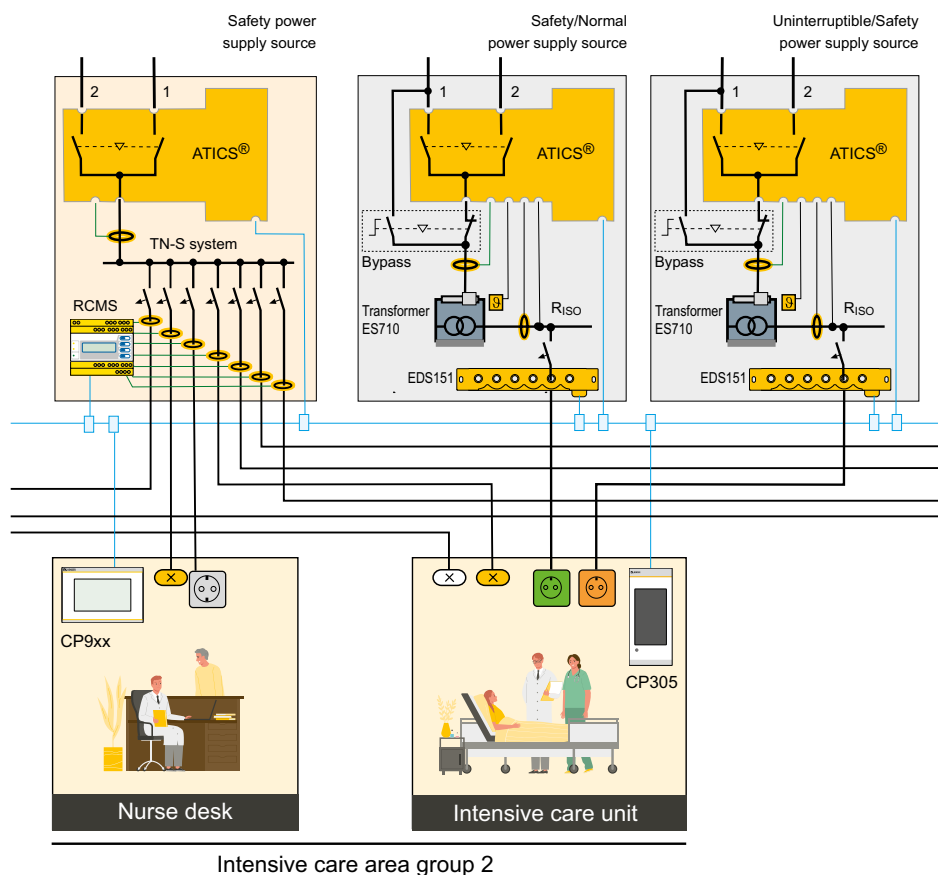 Safety power
supply source
Safety/Normal
power supply source
Uninterruptible/Safety
power supply source
2
1
1
2
1
2
ATICS®
ATICS®
ATICS®
TN-S system
Bypass
Bypass
RCMS
Transformer
ES710
ϑ
RISO
Transformer
ES710
ϑ
RISO
EDS151
EDS151
CP9xx
CP305
Nurse desk
Intensive care unit
Intensive care area group 2